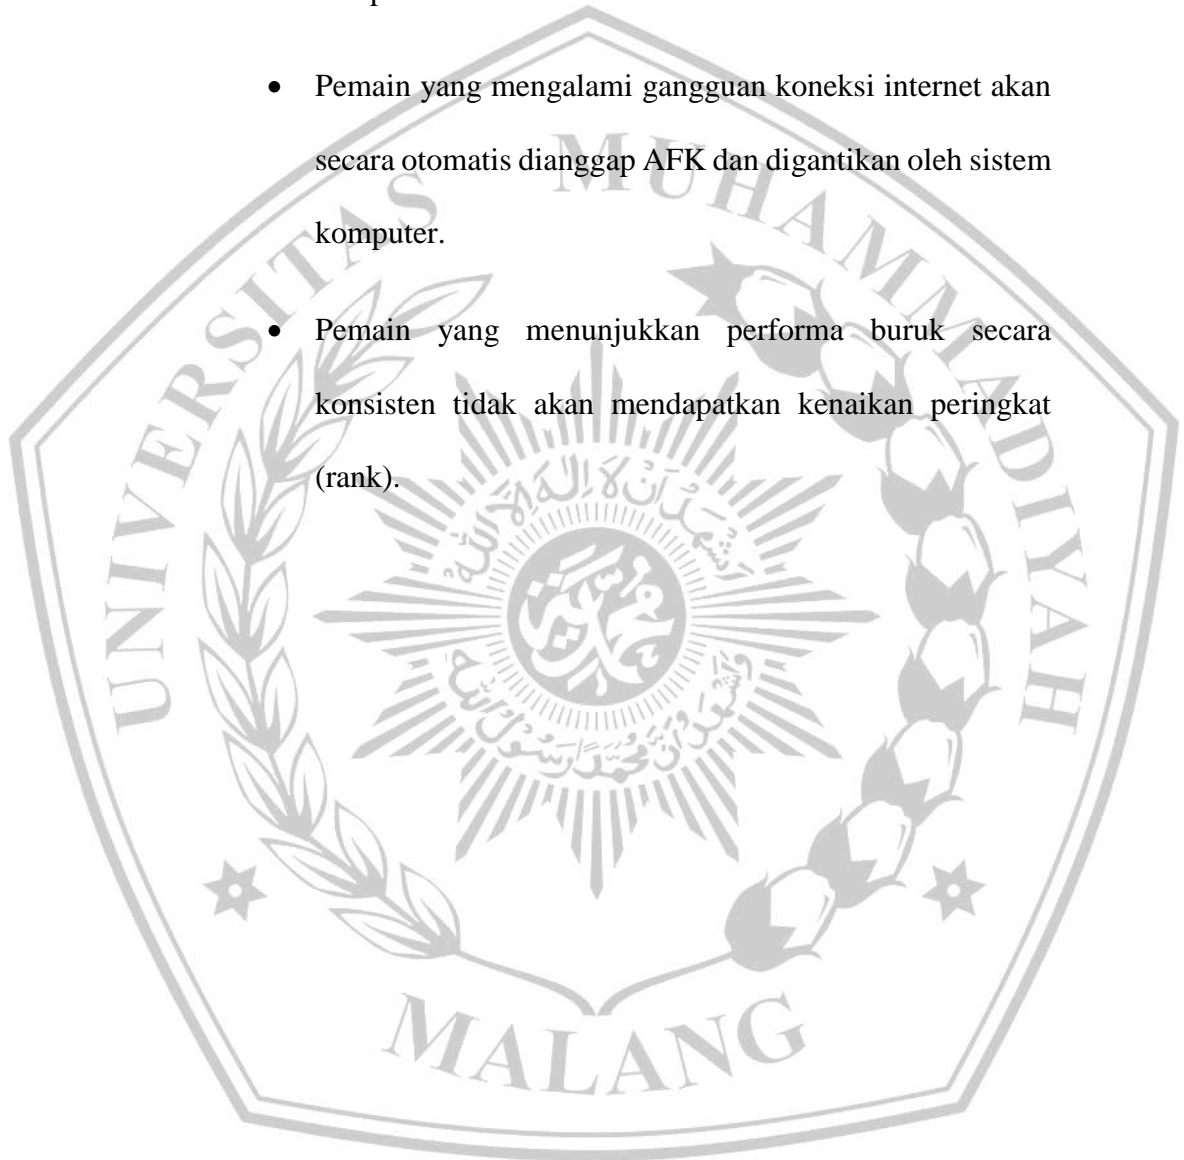 • Pemain yang mengalami gangguan koneksi internet akan
secara otomatis dianggap AFK dan digantikan oleh sistem
komputer.
• Pemain yang menunjukkan performa buruk secara
konsisten tidak akan mendapatkan kenaikan peringkat
(rank).
UNIVERSITAS MUHAMMADIYAH
MALANG